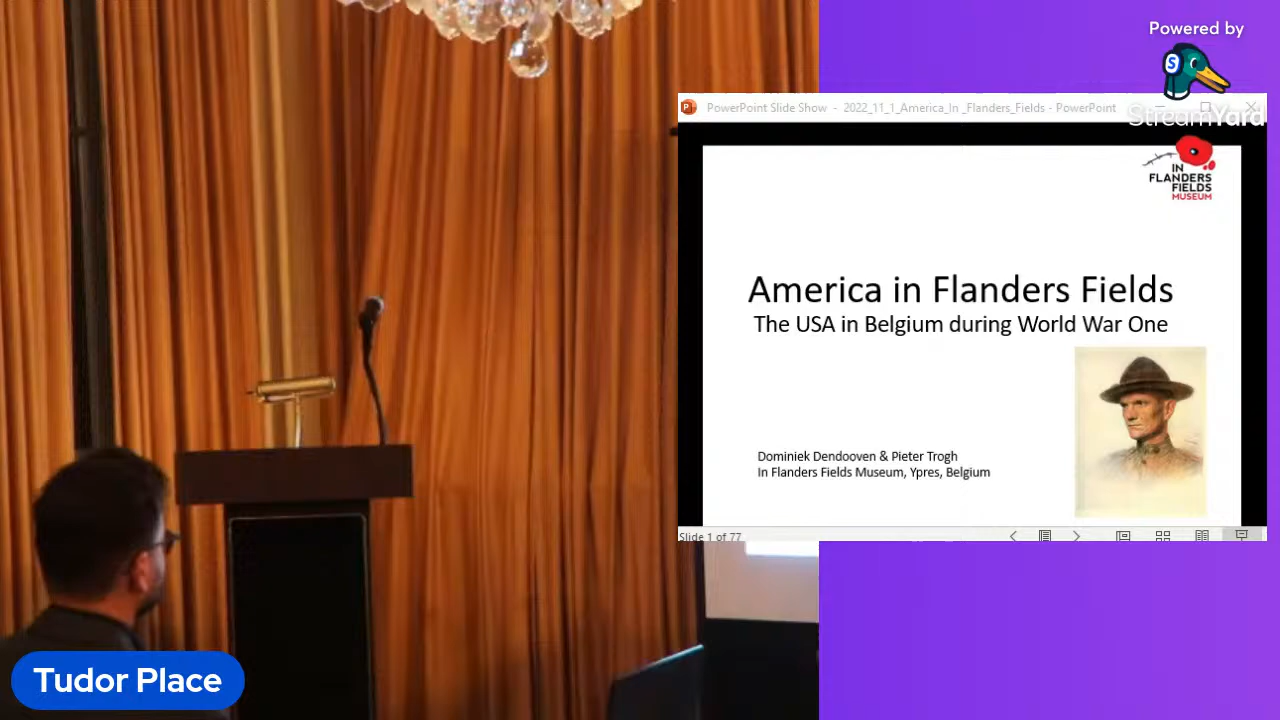 Powered by
S
StreamYard
PowerPoint Slide Show - 2022_11_1_America_In _Flanders_Fields - PowerPoint
IN
FLANDERS
FIELDS
MUSEUM
America in Flanders Fields
The USA in Belgium during World War One
Dominiek Dendooven & Pieter Trogh
In Flanders Fields Museum, Ypres, Belgium
Slide 1 of 77
Tudor Place